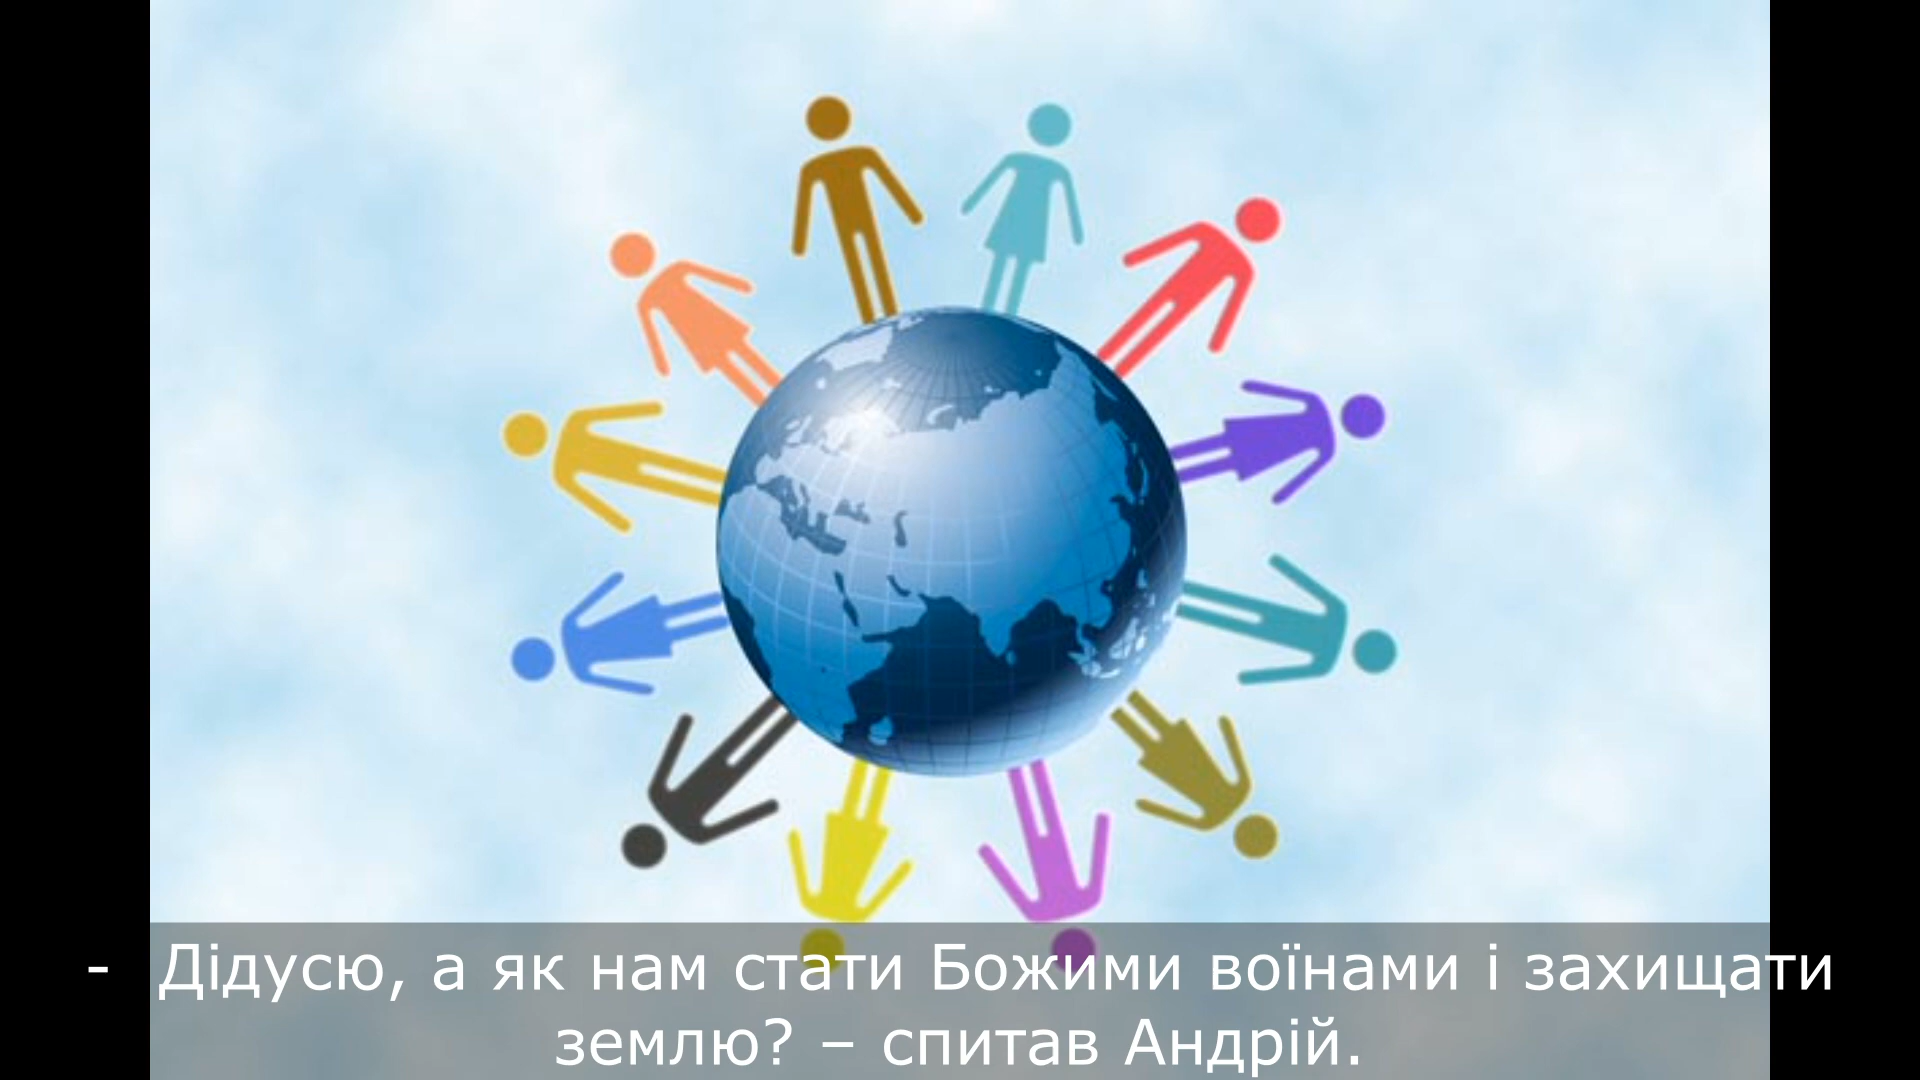 - Дідусю, а як нам стати Божими воїнами і захищати
землю? – спитав Андрій.